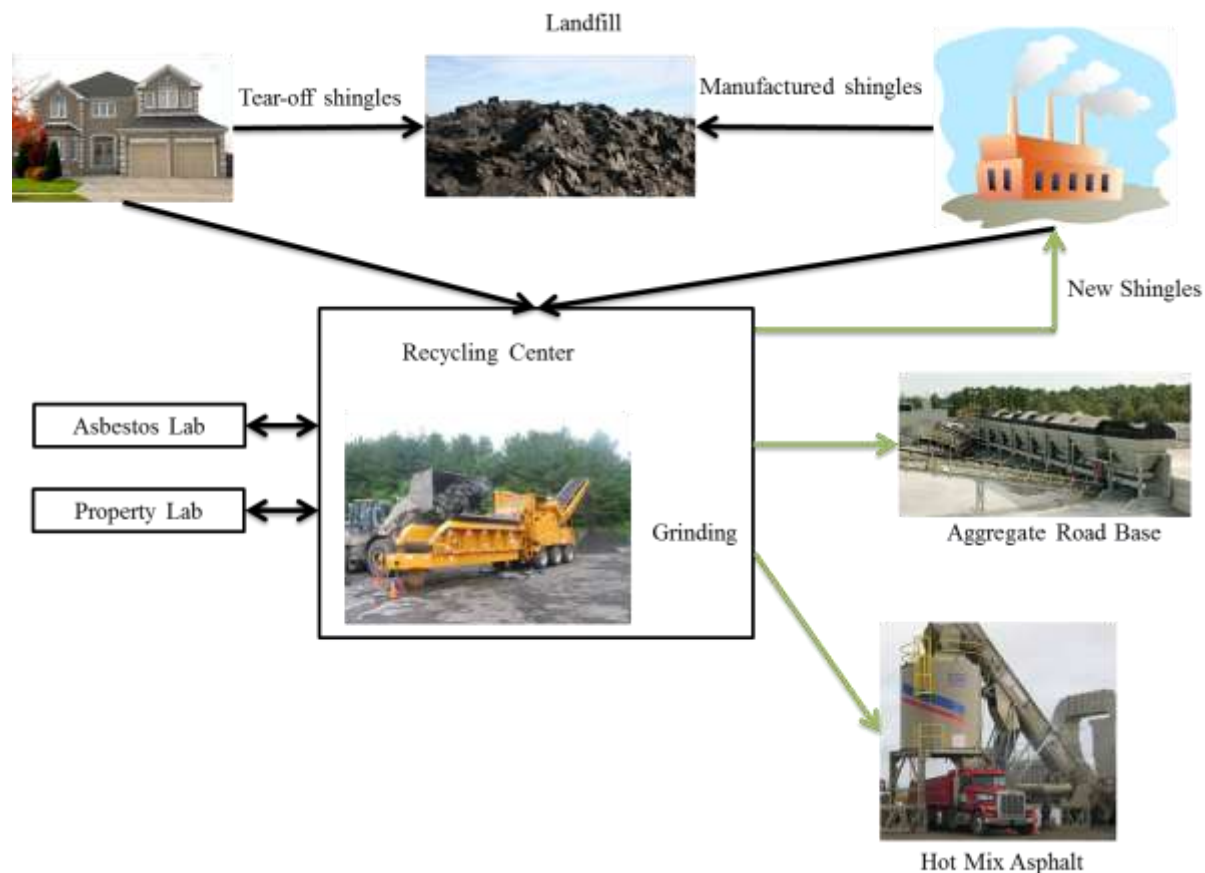 Landfill
Tear-off shingles
Manufactured shingles
New Shingles
Recycling Center
Asbestos Lab
Property Lab
Grinding
Aggregate Road Base
Hot Mix Asphalt